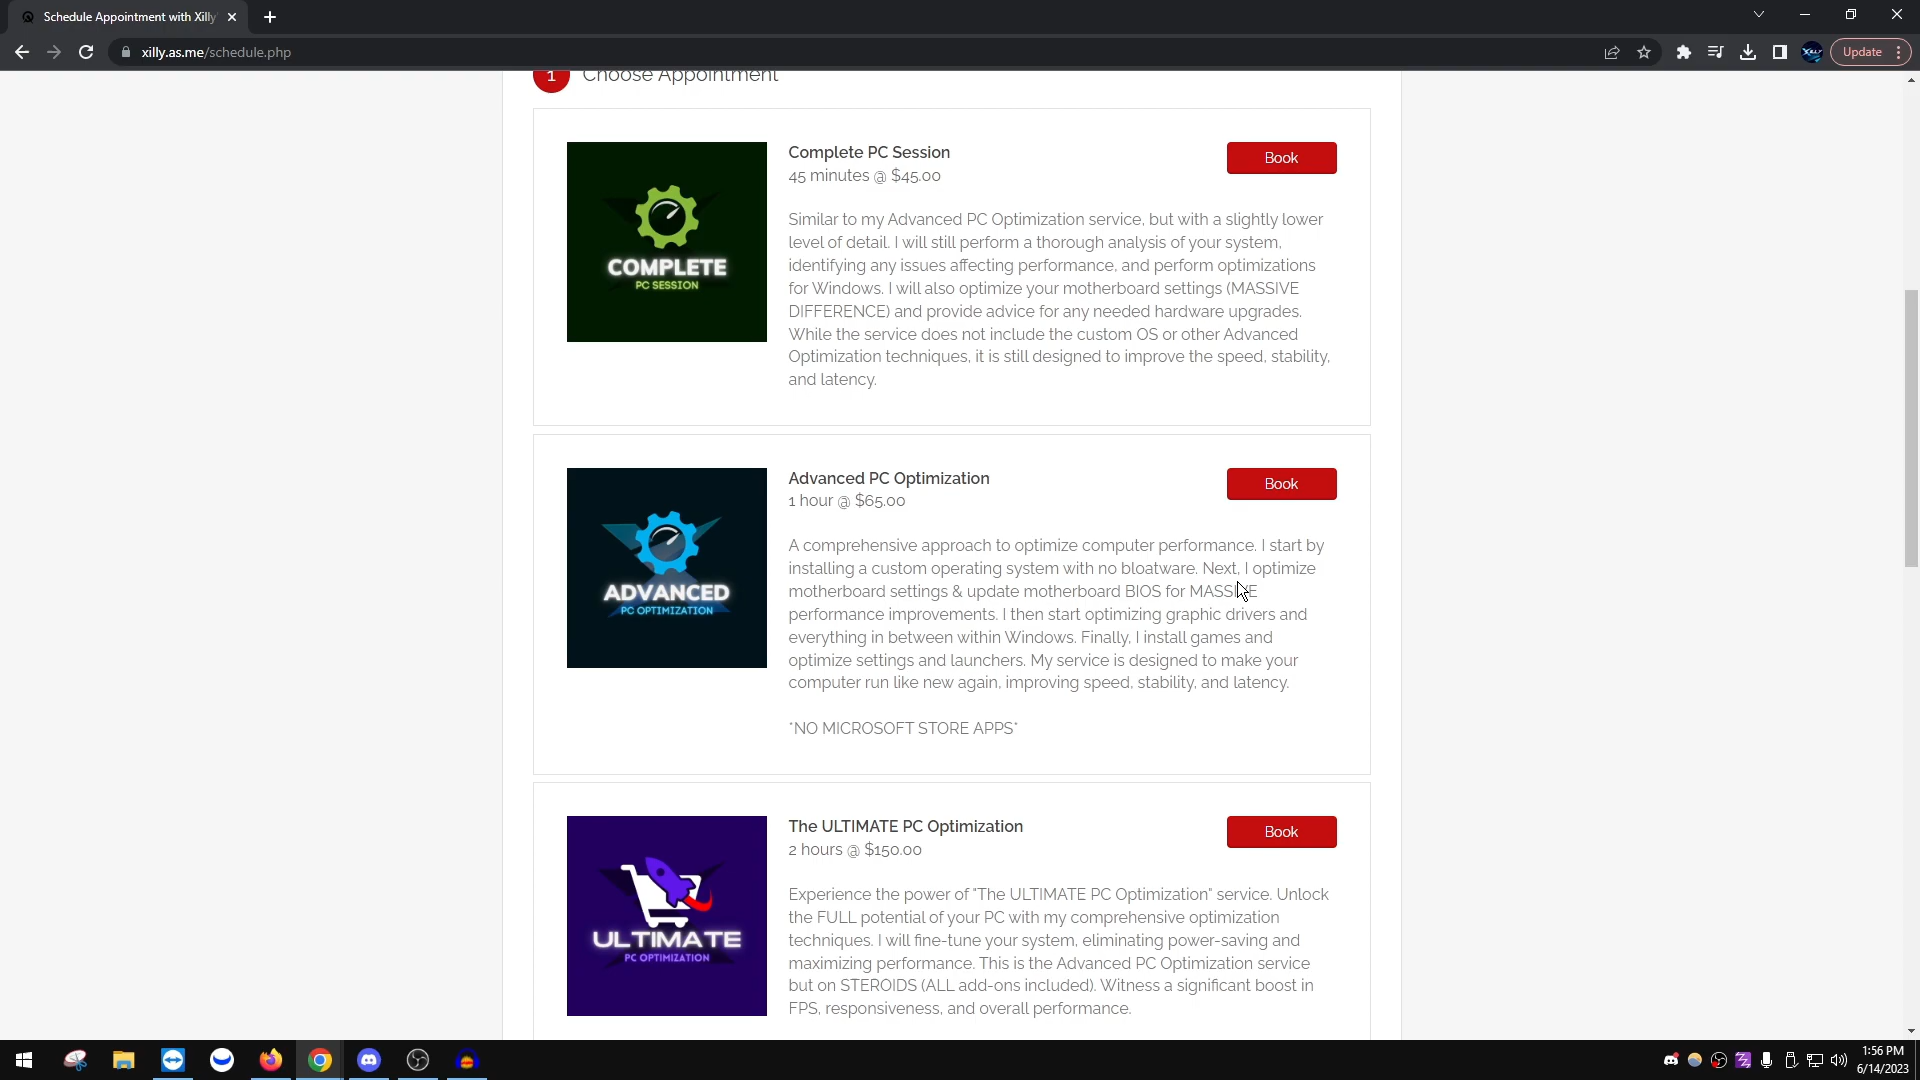 Schedule Appointment with Xilly
xilly.as.me/schedule.php
Update
1 Choose Appointment
COMPLETE
PC SESSION
Complete PC Session
45 minutes @ $45.00
Book
Similar to my Advanced PC Optimization service, but with a slightly lower
level of detail. I will still perform a thorough analysis of your system,
identifying any issues affecting performance, and perform optimizations
for Windows. I will also optimize your motherboard settings (MASSIVE
DIFFERENCE) and provide advice for any needed hardware upgrades.
While the service does not include the custom OS or other Advanced
Optimization techniques, it is still designed to improve the speed, stability,
and latency.
ADVANCED
PC OPTIMIZATION
Advanced PC Optimization
1 hour @ $65.00
Book
A comprehensive approach to optimize computer performance. I start by
installing a custom operating system with no bloatware. Next, I optimize
motherboard settings & update motherboard BIOS for MASSIVE
performance improvements. I then start optimizing graphic drivers and
everything in between within Windows. Finally, I install games and
optimize settings and launchers. My service is designed to make your
computer run like new again, improving speed, stability, and latency.
*NO MICROSOFT STORE APPS*
ULTIMATE
PC OPTIMIZATION
The ULTIMATE PC Optimization
2 hours @ $150.00
Book
Experience the power of "The ULTIMATE PC Optimization" service. Unlock
the FULL potential of your PC with my comprehensive optimization
techniques. I will fine-tune your system, eliminating power-saving and
maximizing performance. This is the Advanced PC Optimization service
but on STEROIDS (ALL add-ons included). Witness a significant boost in
FPS, responsiveness, and overall performance.
1:56 PM
6/14/2023